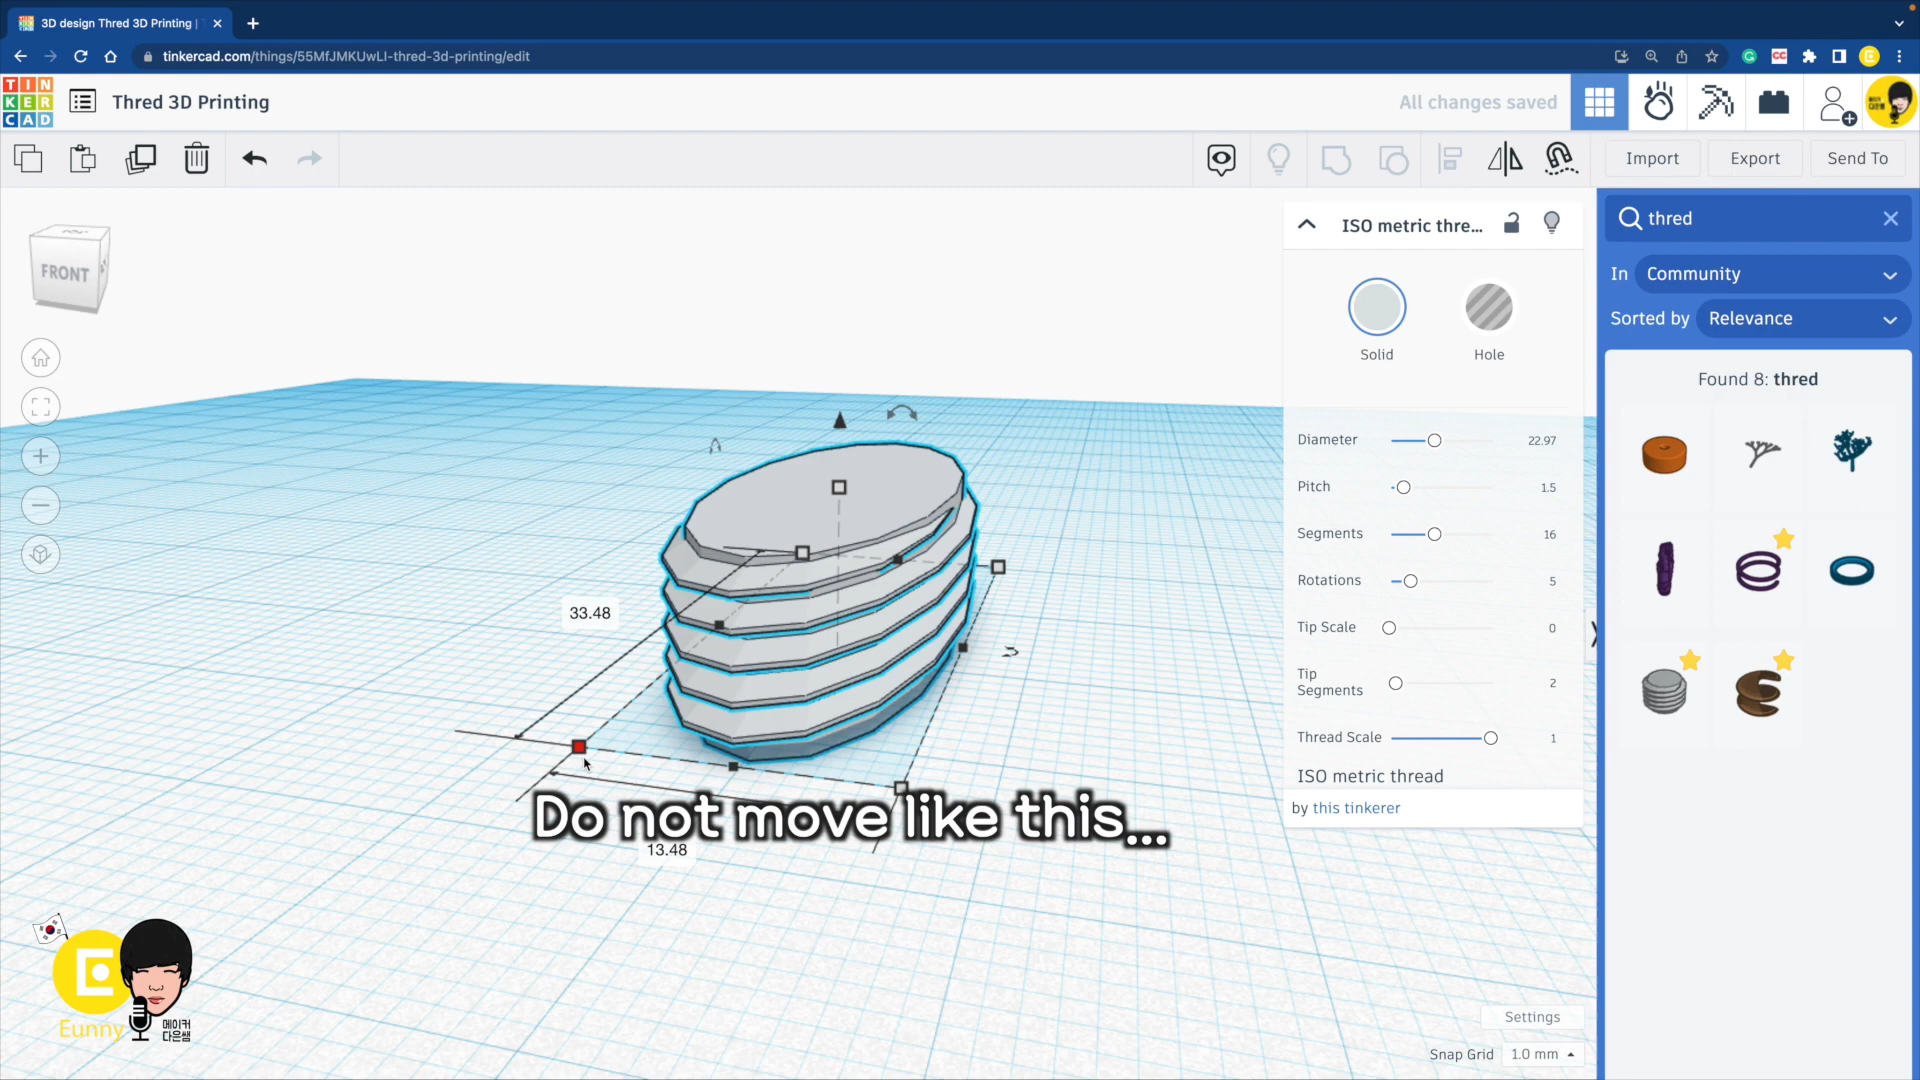 3D design Thred 3D Printing |
tinkercad.com/things/55MfJMKUwLI-thred-3d-printing/edit
TIN
KER
CAD
Thred 3D Printing
All changes saved
Import
Export
Send To
FRONT
ISO metric thre...
Solid
Hole
Diameter 22.97
Pitch 1.5
Segments 16
Rotations 5
Tip Scale 0
Tip
Segments 2
Thread Scale 1
ISO metric thread
by this tinkerer
thred
In Community
Sorted by Relevance
Found 8: thred
33.48
Do not move like this...
13.48
Eunny
메이커
다은쌤
Settings
Snap Grid 1.0 mm